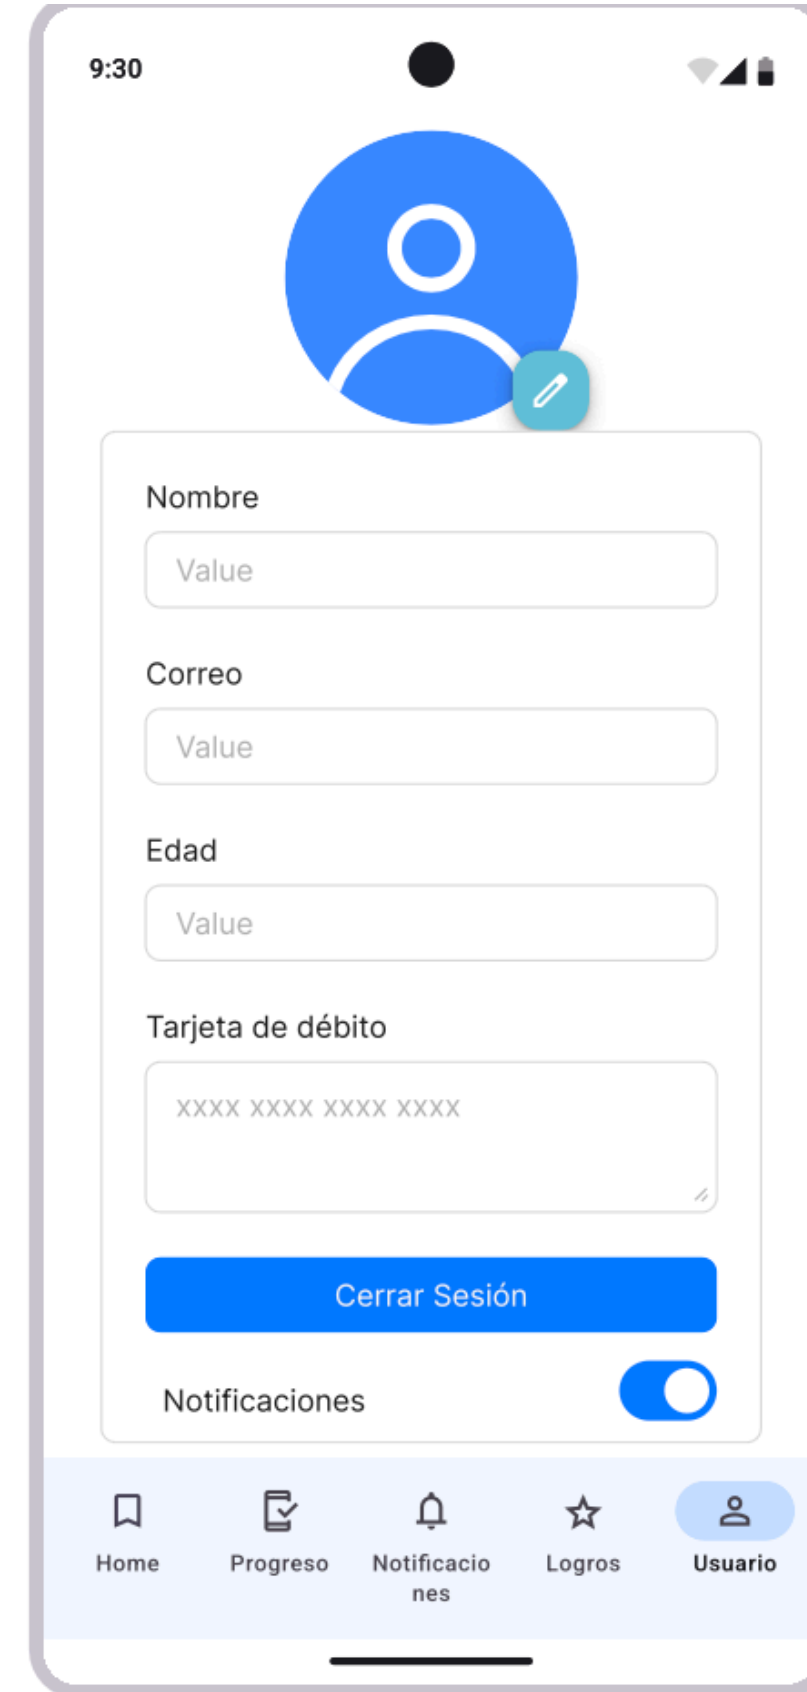 9:30
Nombre
Value
Correo
Value
Edad
Value
Tarjeta de débito
xxxx xxxx xxxx xxxx
Cerrar Sesión
Notificaciones
Home
Progreso
Notificacio
nes
Logros
Usuario